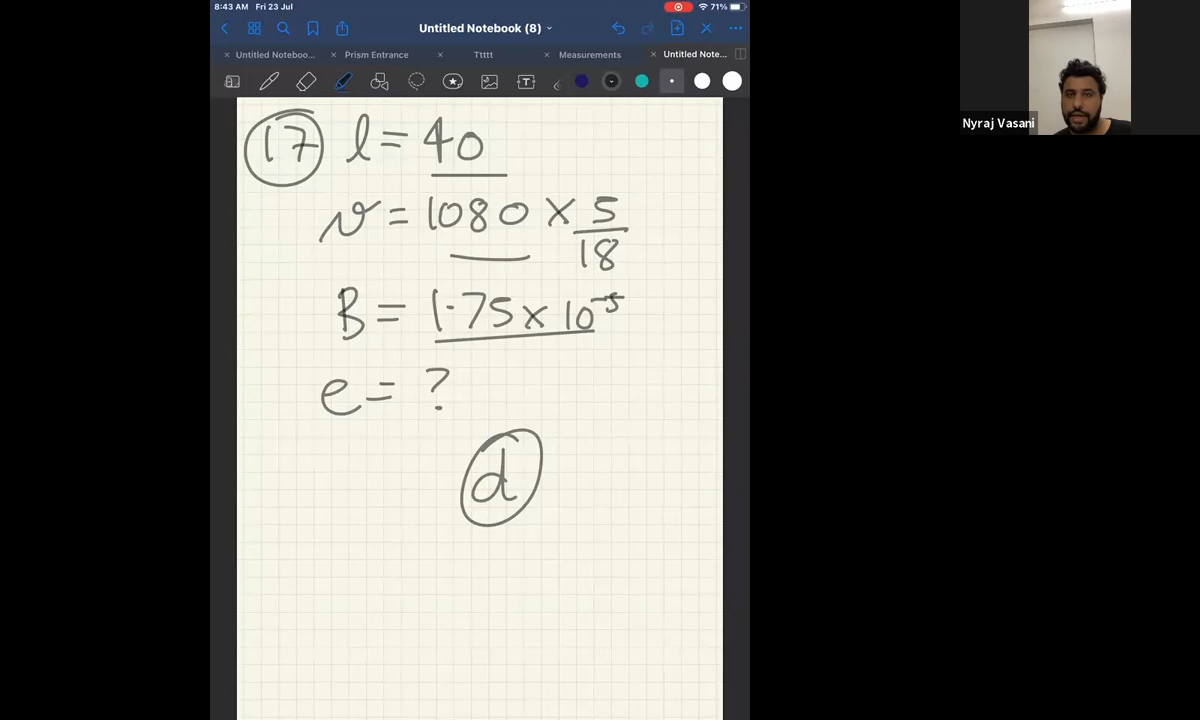 8:43 AM Fri 23 Jul
71%
Untitled Notebook (8)
Untitled Noteboo...
Prism Entrance
Ttttt
Measurements
Untitled Note...
Nyraj Vasani
17 l = 40
v = 1080 × 5/18
B = 1.75 × 10⁻⁵
e = ?
d